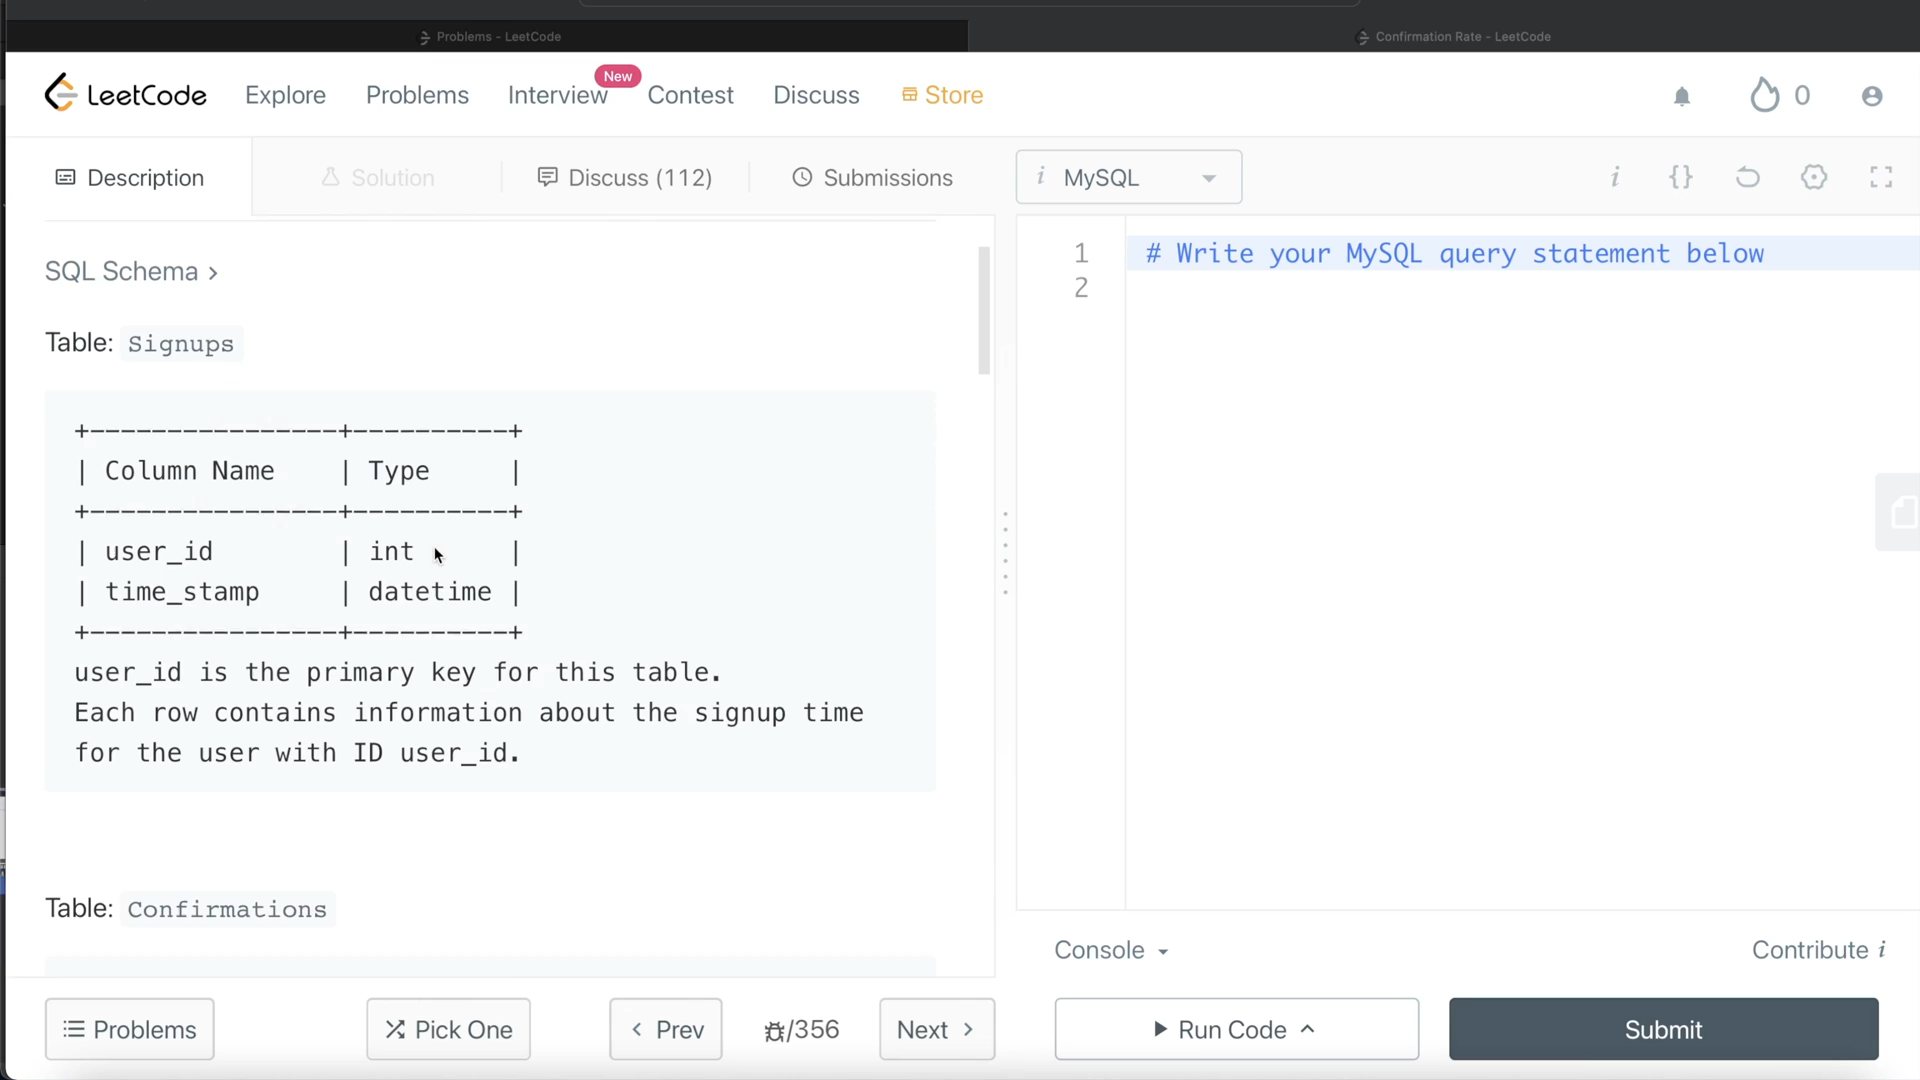 Problems - LeetCode
Confirmation Rate - LeetCode
LeetCode Explore Problems Interview New Contest Discuss Store 0
Description Solution Discuss (112) Submissions
SQL Schema >
Table: Signups
+----------------+----------+
| Column Name    | Type     |
+----------------+----------+
| user_id        | int      |
| time_stamp     | datetime |
+----------------+----------+
user_id is the primary key for this table.
Each row contains information about the signup time
for the user with ID user_id.
Table: Confirmations
Problems Pick One < Prev /356 Next >
i MySQL i {}
1 # Write your MySQL query statement below
2
Console Contribute i
Run Code Submit